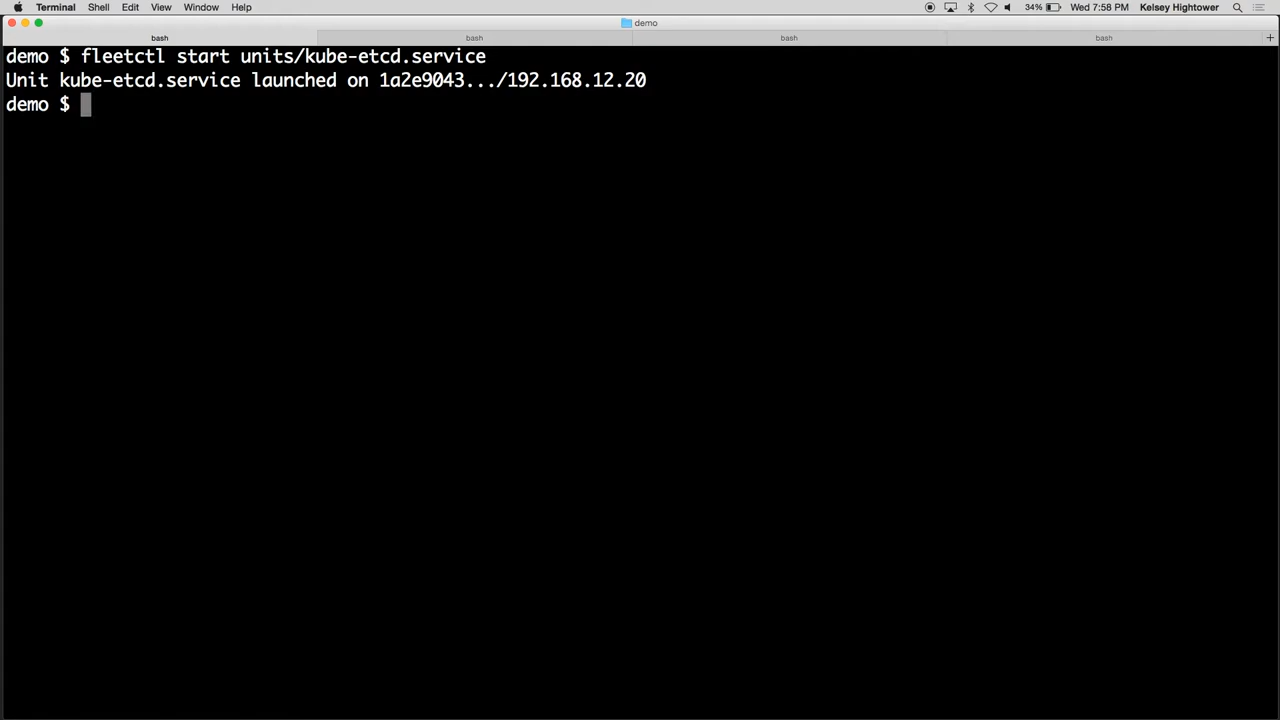 Terminal Shell Edit View Window Help 34% Wed 7:58 PM Kelsey Hightower
demo
bash bash bash bash +
demo $ fleetctl start units/kube-etcd.service
Unit kube-etcd.service launched on 1a2e9043.../192.168.12.20
demo $